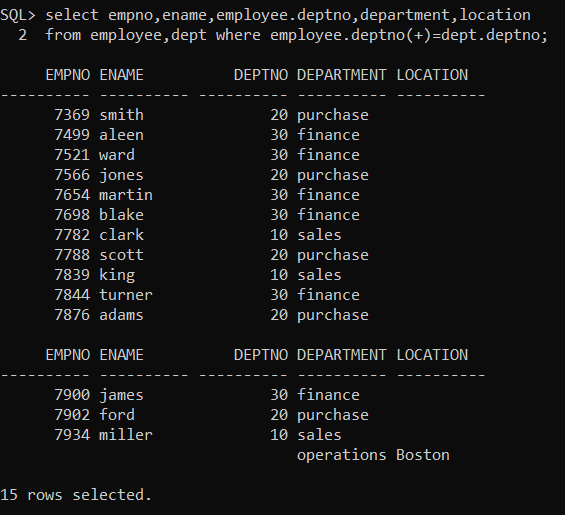 SQL> select empno,ename,employee.deptno,department,location
  2  from employee,dept where employee.deptno(+)=dept.deptno;
     EMPNO ENAME          DEPTNO DEPARTMENT LOCATION
---------- ---------- ---------- ---------- ----------
      7369 smith              20 purchase
      7499 aleen              30 finance
      7521 ward               30 finance
      7566 jones              20 purchase
      7654 martin             30 finance
      7698 blake              30 finance
      7782 clark              10 sales
      7788 scott              20 purchase
      7839 king               10 sales
      7844 turner             30 finance
      7876 adams              20 purchase
     EMPNO ENAME          DEPTNO DEPARTMENT LOCATION
---------- ---------- ---------- ---------- ----------
      7900 james              30 finance
      7902 ford               20 purchase
      7934 miller             10 sales
                                 operations Boston
15 rows selected.